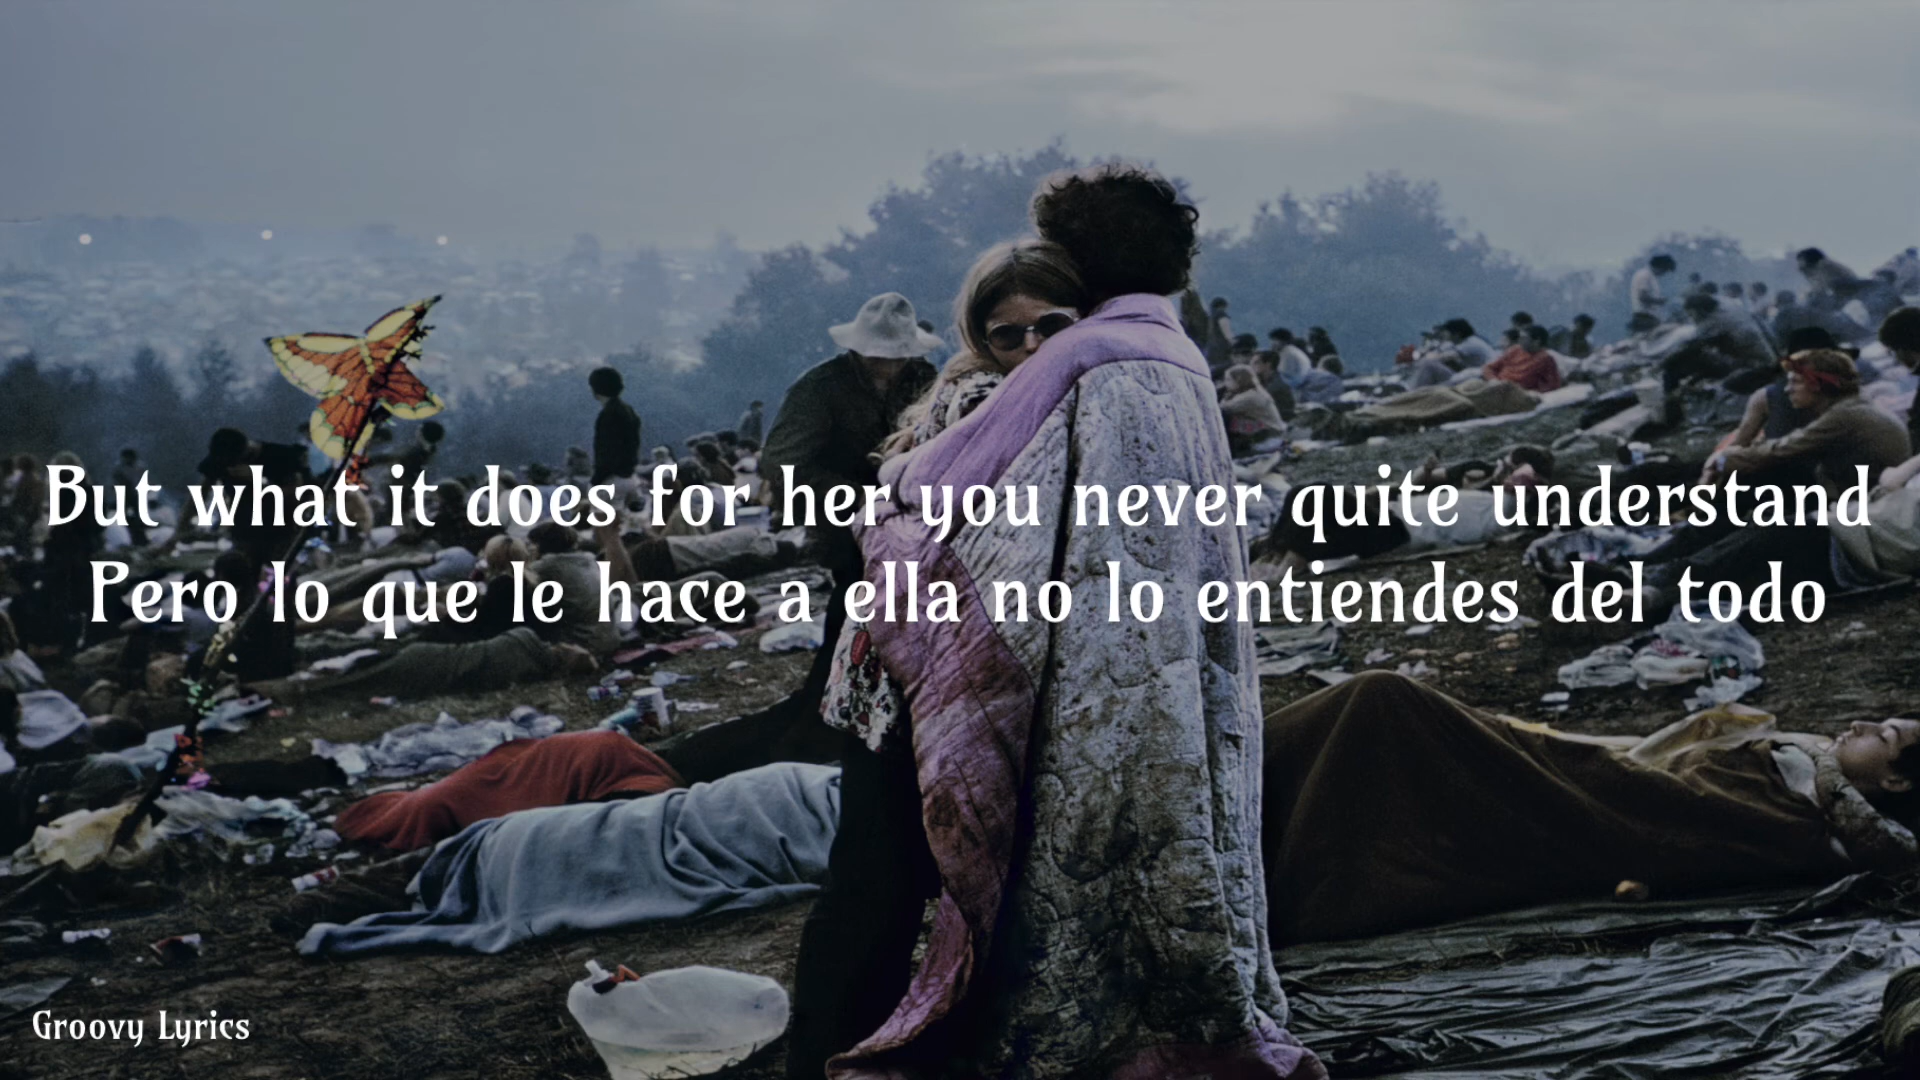 But what it does for her you never quite understand
Pero lo que le hace a ella no lo entiendes del todo
Groovy Lyrics